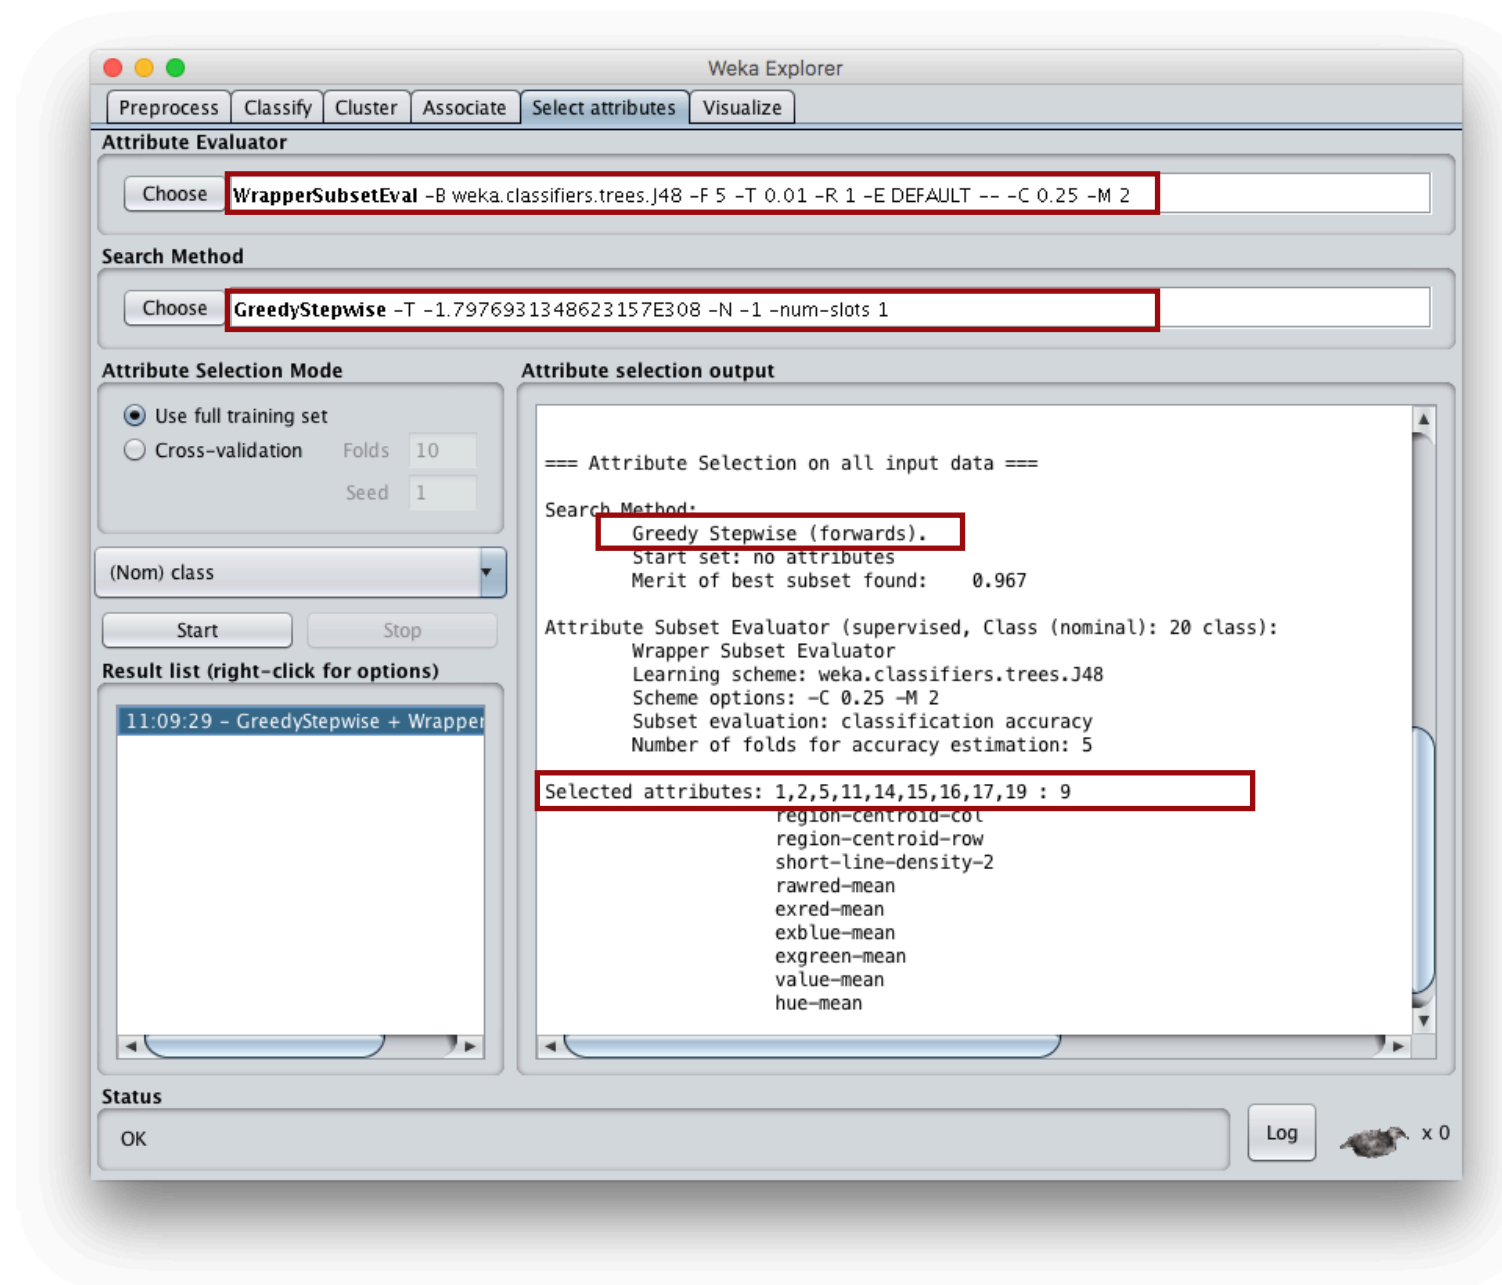 Weka Explorer
Preprocess Classify Cluster Associate Select attributes Visualize
Attribute Evaluator
Choose WrapperSubsetEval -B weka.classifiers.trees.J48 -F 5 -T 0.01 -R 1 -E DEFAULT -- -C 0.25 -M 2
Search Method
Choose GreedyStepwise -T -1.7976931348623157E308 -N -1 -num-slots 1
Attribute Selection Mode
Use full training set
Cross-validation Folds 10
Seed 1
(Nom) class
Start Stop
Result list (right-click for options)
11:09:29 - GreedyStepwise + Wrapper
Attribute selection output
=== Attribute Selection on all input data ===
Search Method:
Greedy Stepwise (forwards).
Start set: no attributes
Merit of best subset found: 0.967
Attribute Subset Evaluator (supervised, Class (nominal): 20 class):
Wrapper Subset Evaluator
Learning scheme: weka.classifiers.trees.J48
Scheme options: -C 0.25 -M 2
Subset evaluation: classification accuracy
Number of folds for accuracy estimation: 5
Selected attributes: 1,2,5,11,14,15,16,17,19 : 9
region-centroid-col
region-centroid-row
short-line-density-2
rawred-mean
exred-mean
exblue-mean
exgreen-mean
value-mean
hue-mean
Status
OK
Log x 0